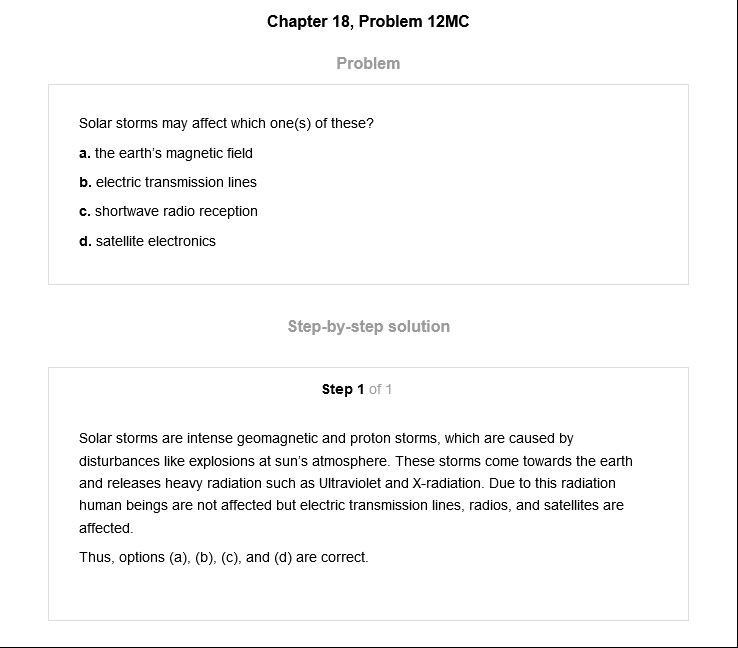 Chapter 18, Problem 12MC
Problem
Solar storms may affect which one(s) of these?
a. the earth's magnetic field
b. electric transmission lines
c. shortwave radio reception
d. satellite electronics
Step-by-step solution
Step 1 of 1
Solar storms are intense geomagnetic and proton storms, which are caused by
disturbances like explosions at sun's atmosphere. These storms come towards the earth
and releases heavy radiation such as Ultraviolet and X-radiation. Due to this radiation
human beings are not affected but electric transmission lines, radios, and satellites are
affected.
Thus, options (a), (b), (c), and (d) are correct.